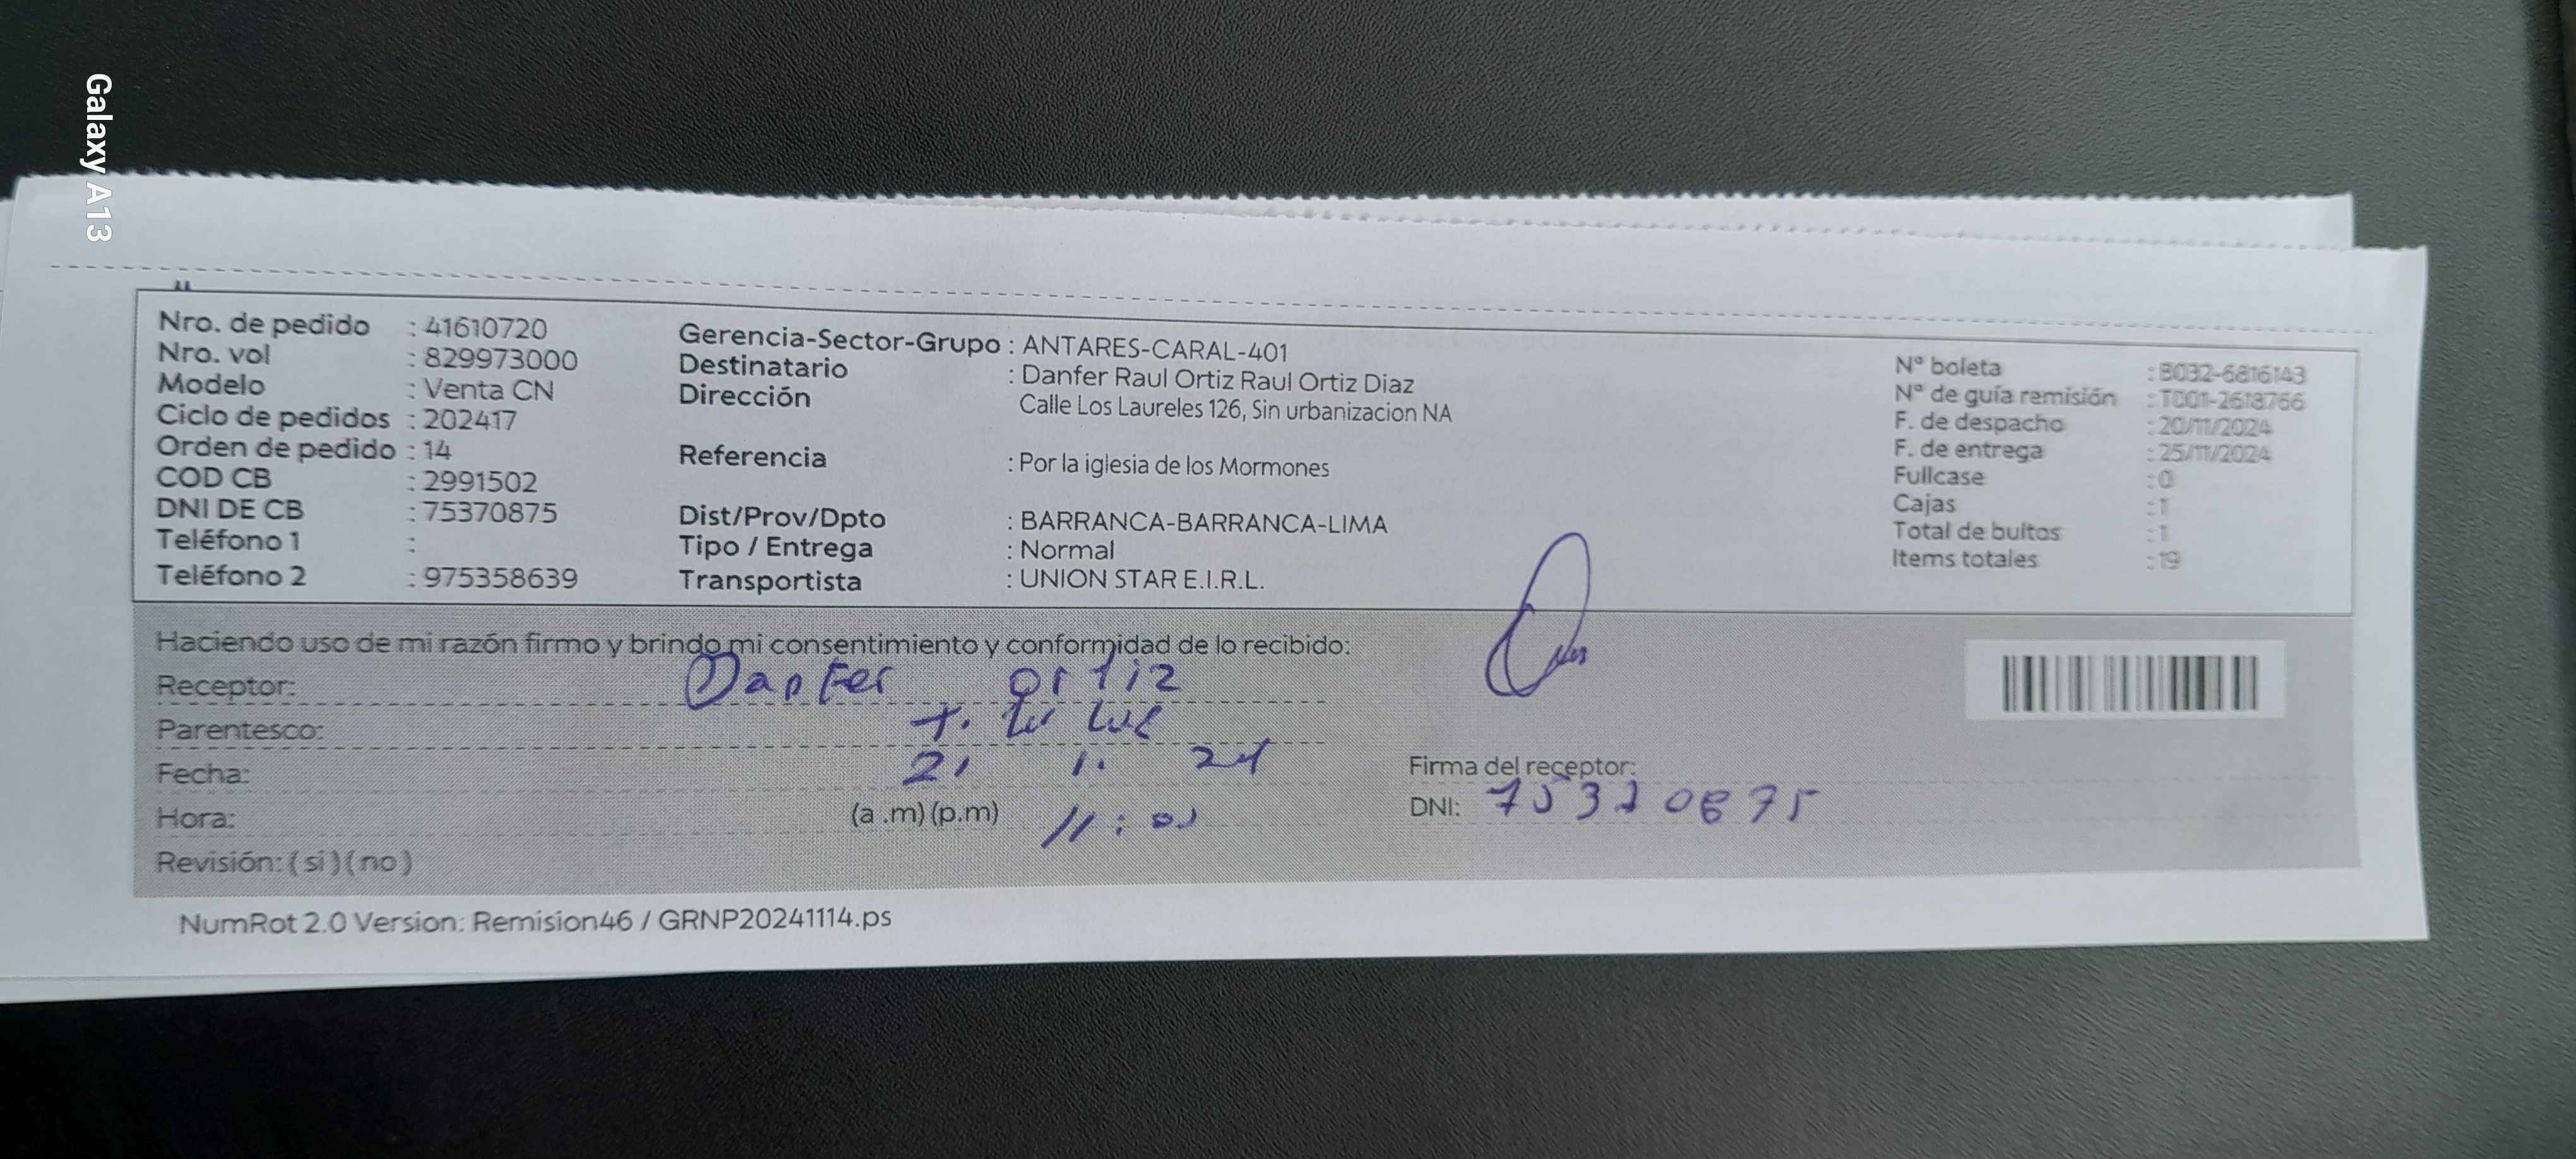 Galaxy A13
Nro. de pedido : 41610720
Nro. vol : 829973000
Modelo : Venta CN
Ciclo de pedidos : 202417
Orden de pedido : 14
COD CB : 2991502
DNI DE CB : 75370875
Teléfono 1 :
Teléfono 2 : 975358639
Gerencia-Sector-Grupo : ANTARES-CARAL-401
Destinatario : Danfer Raul Ortiz Raul Ortiz Diaz
Dirección Calle Los Laureles 126, Sin urbanizacion NA
Referencia : Por la iglesia de los Mormones
Dist/Prov/Dpto : BARRANCA-BARRANCA-LIMA
Tipo / Entrega : Normal
Transportista : UNION STAR E.I.R.L.
N° boleta : B032-6816143
N° de guía remisión : T001-2618766
F. de despacho : 20/11/2024
F. de entrega : 25/11/2024
Fullcase : 0
Cajas : 1
Total de bultos : 1
Items totales : 19
Haciendo uso de mi razón firmo y brindo mi consentimiento y conformidad de lo recibido:
Receptor: Danfer Ortiz
Parentesco:
Fecha:
Hora: (a .m) (p.m) 11:
Revisión: ( si ) ( no )
Firma del receptor:
DNI: 75370875
NumRot 2.0 Version: Remision46 / GRNP20241114.ps